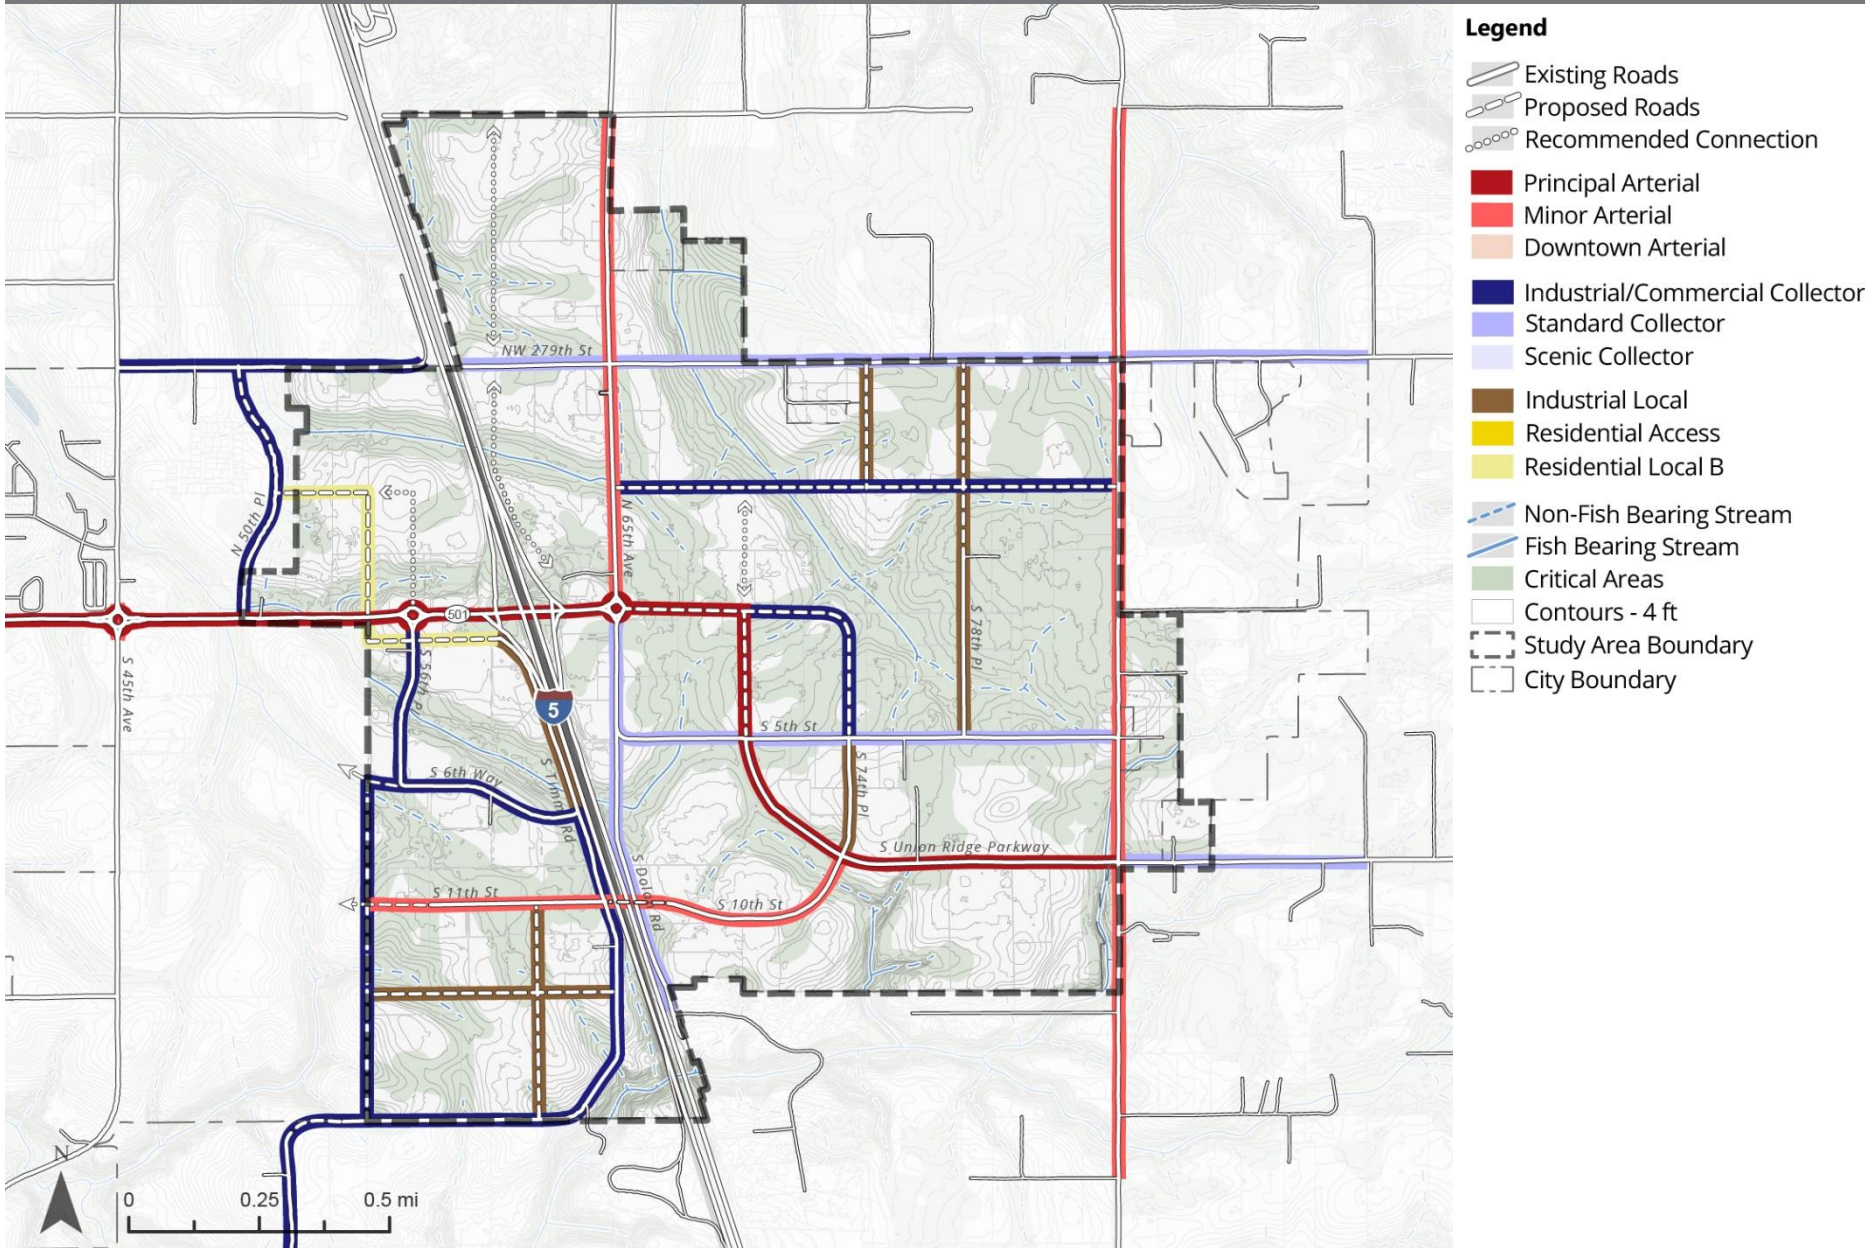 Legend
Existing Roads
Proposed Roads
Recommended Connection
Principal Arterial
Minor Arterial
Downtown Arterial
Industrial/Commercial Collector
Standard Collector
Scenic Collector
Industrial Local
Residential Access
Residential Local B
Non-Fish Bearing Stream
Fish Bearing Stream
Critical Areas
Contours - 4 ft
Study Area Boundary
City Boundary
NW 279th St
N 50th Pl
N 65th Ave
501
S 45th Ave
S 56th Pl
S 78th Pl
5
S 5th St
S 6th Way
S 74th Pl
S Union Ridge Parkway
S 11th St
S Dolan Rd
S 10th St
N
0 0.25 0.5 mi